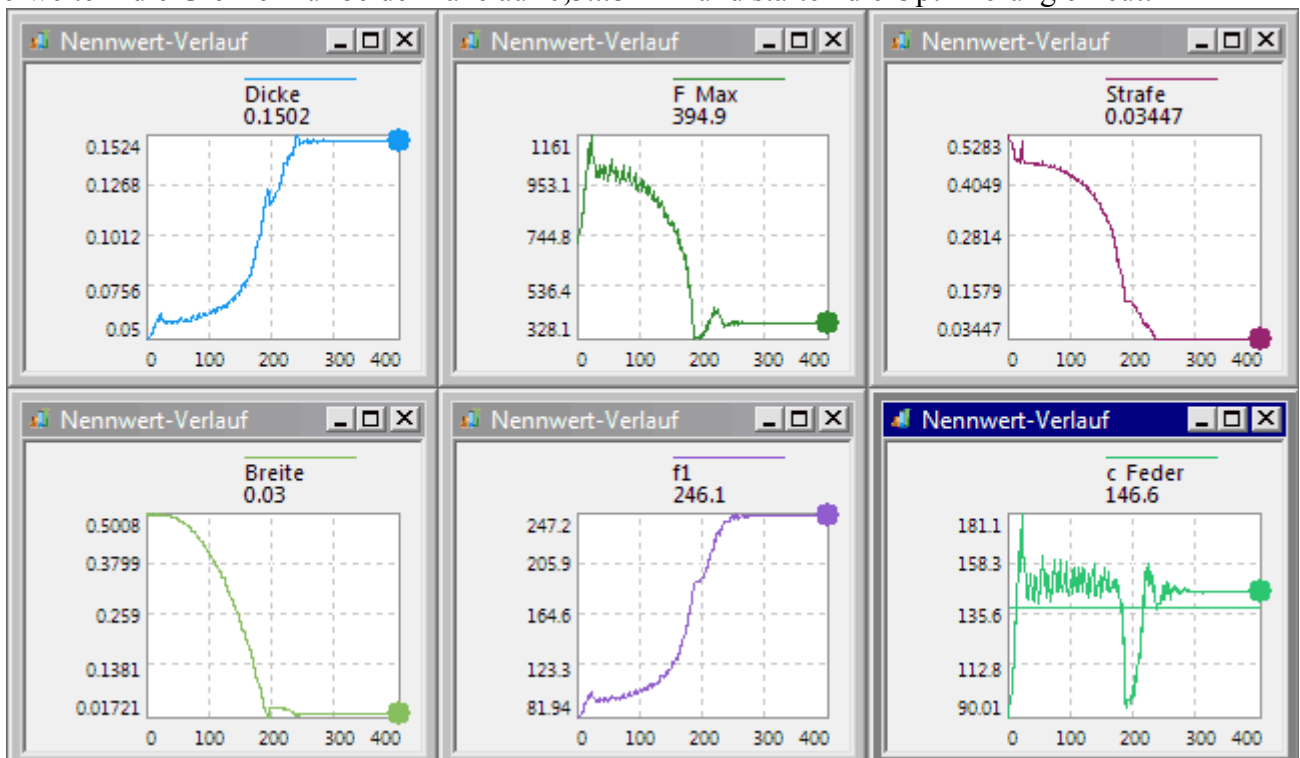 Nennwert-Verlauf
Dicke
0.1502
0.1524
0.1268
0.1012
0.0756
0.05
0 100 200 300 400
Nennwert-Verlauf
F_Max
394.9
1161
953.1
744.8
536.4
328.1
0 100 200 300 400
Nennwert-Verlauf
Strafe
0.03447
0.5283
0.4049
0.2814
0.1579
0.03447
0 100 200 300 400
Nennwert-Verlauf
Breite
0.03
0.5008
0.3799
0.259
0.1381
0.01721
0 100 200 300 400
Nennwert-Verlauf
f1
246.1
247.2
205.9
164.6
123.3
81.94
0 100 200 300 400
Nennwert-Verlauf
c_Feder
146.6
181.1
158.3
135.6
112.8
90.01
0 100 200 300 400